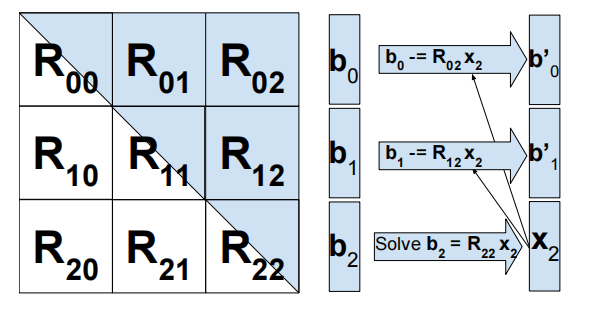 R00 R01 R02 b0 b0 -= R02 x2 b'0
R10 R11 R12 b1 b1 -= R12 x2 b'1
R20 R21 R22 b2 Solve b2 = R22 x2 x2